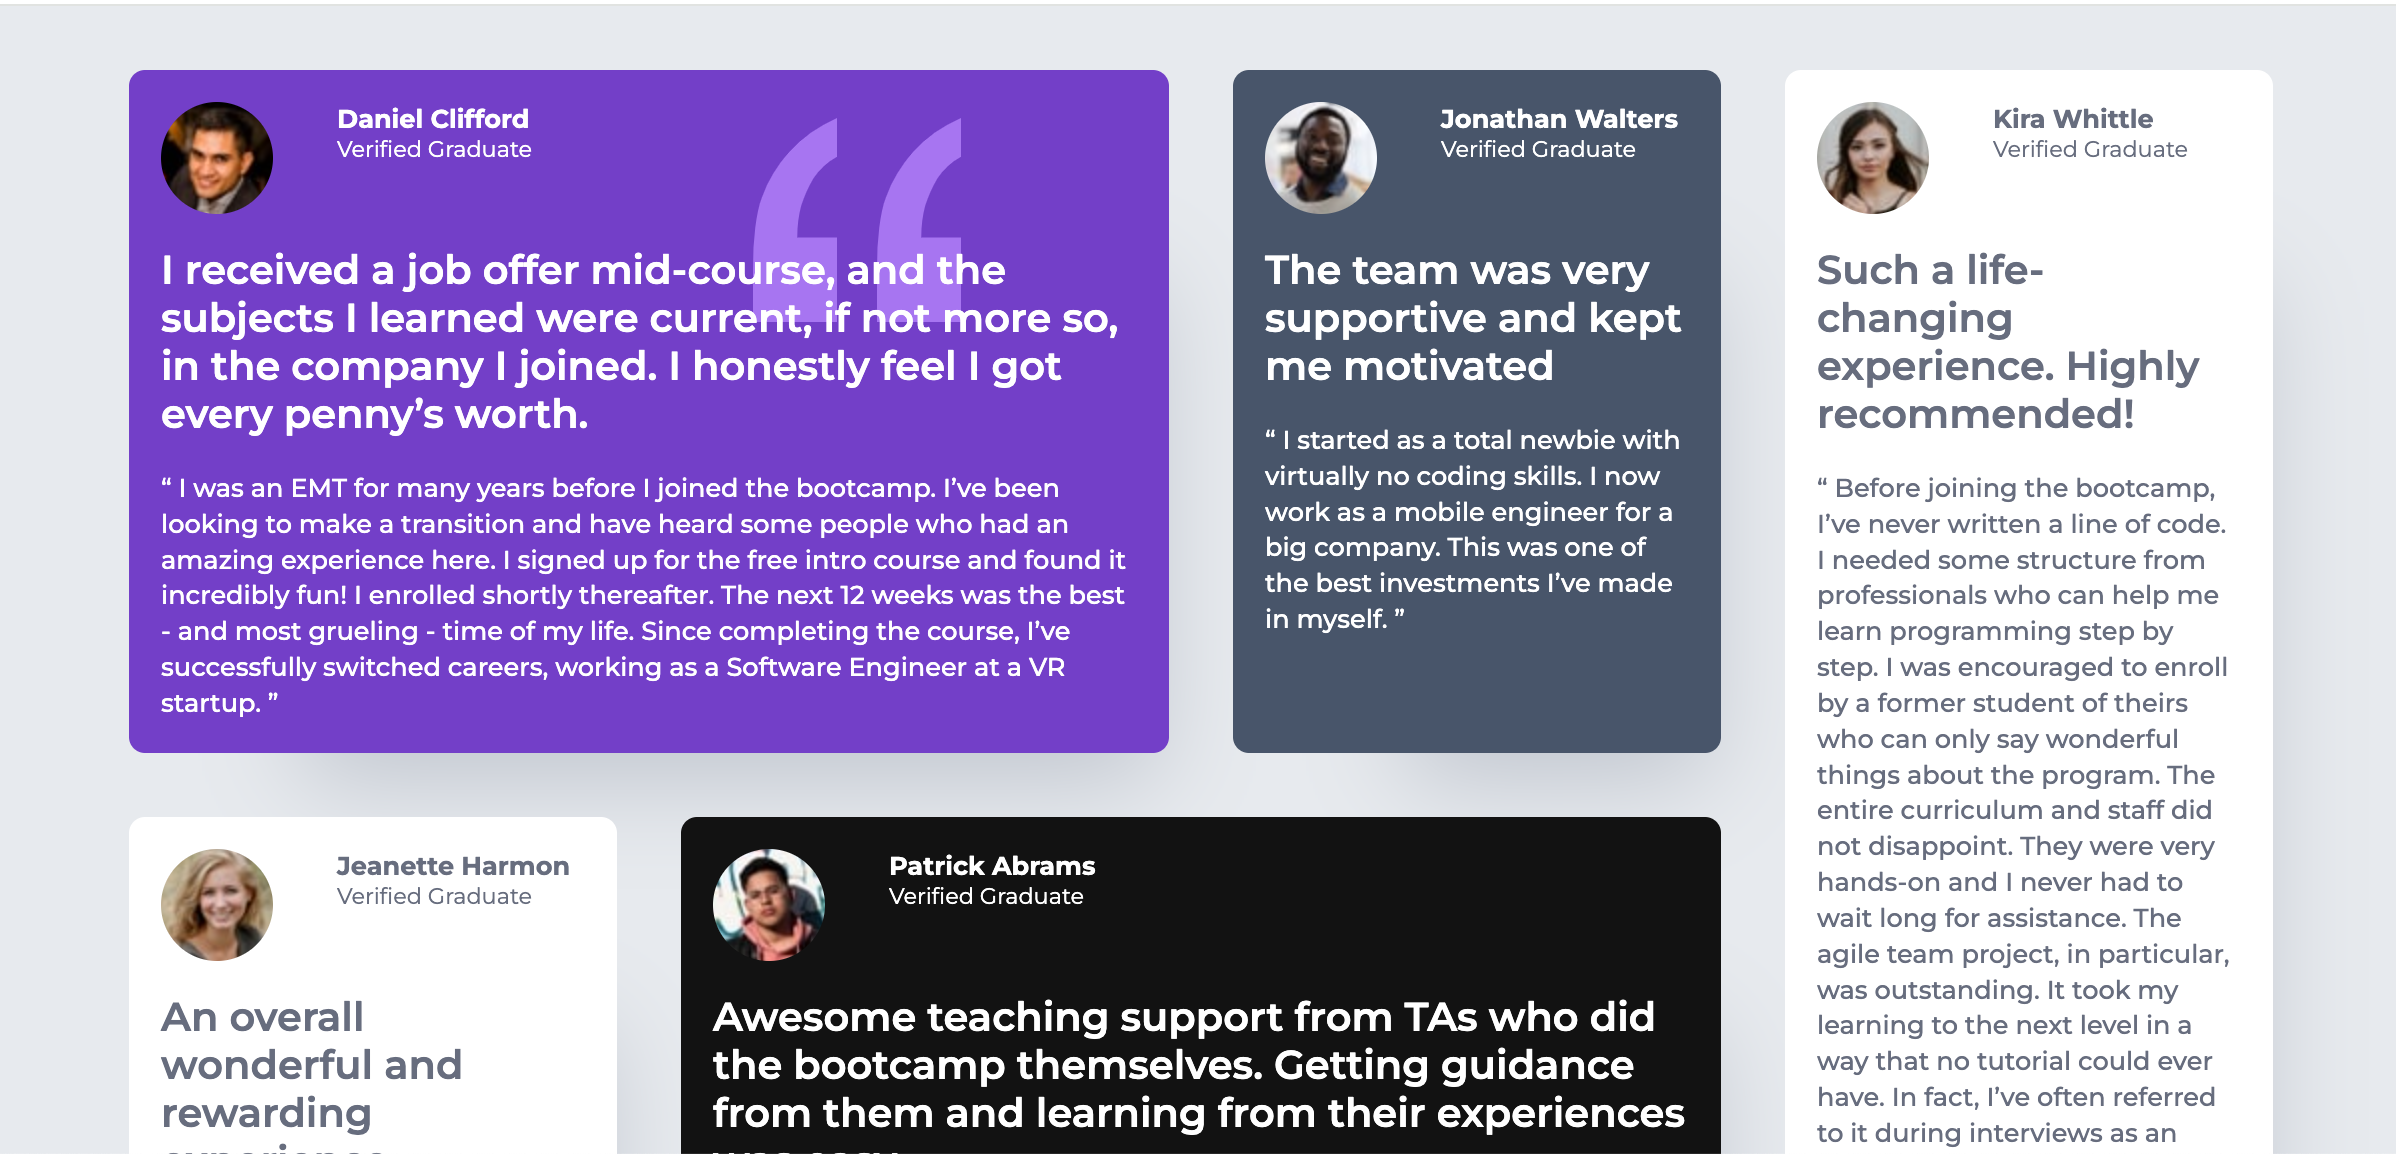 Daniel Clifford
Verified Graduate
I received a job offer mid-course, and the
subjects I learned were current, if not more so,
in the company I joined. I honestly feel I got
every penny’s worth.
“ I was an EMT for many years before I joined the bootcamp. I’ve been
looking to make a transition and have heard some people who had an
amazing experience here. I signed up for the free intro course and found it
incredibly fun! I enrolled shortly thereafter. The next 12 weeks was the best
- and most grueling - time of my life. Since completing the course, I’ve
successfully switched careers, working as a Software Engineer at a VR
startup. ”
Jonathan Walters
Verified Graduate
The team was very
supportive and kept
me motivated
“ I started as a total newbie with
virtually no coding skills. I now
work as a mobile engineer for a
big company. This was one of
the best investments I’ve made
in myself. ”
Kira Whittle
Verified Graduate
Such a life-
changing
experience. Highly
recommended!
“ Before joining the bootcamp,
I’ve never written a line of code.
I needed some structure from
professionals who can help me
learn programming step by
step. I was encouraged to enroll
by a former student of theirs
who can only say wonderful
things about the program. The
entire curriculum and staff did
not disappoint. They were very
hands-on and I never had to
wait long for assistance. The
agile team project, in particular,
was outstanding. It took my
learning to the next level in a
way that no tutorial could ever
have. In fact, I’ve often referred
to it during interviews as an
Jeanette Harmon
Verified Graduate
An overall
wonderful and
rewarding
Patrick Abrams
Verified Graduate
Awesome teaching support from TAs who did
the bootcamp themselves. Getting guidance
from them and learning from their experiences